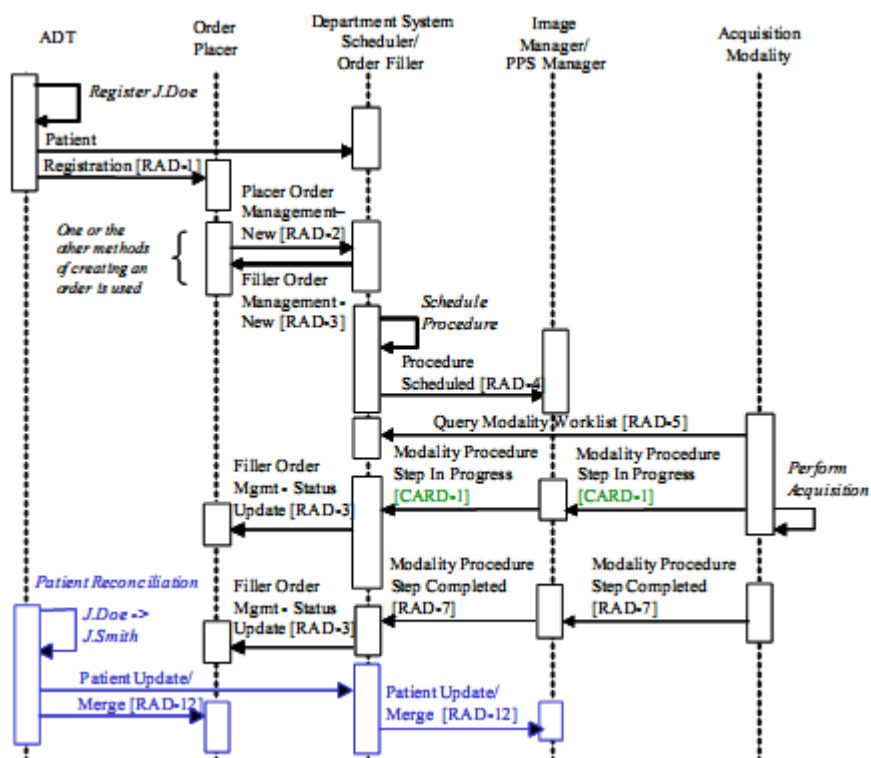 ADT
Order
Placer
Department System
Scheduler/
Order Filler
Image
Manager/
PPS Manager
Acquisition
Modality
Register J.Doe
Patient
Registration [RAD-1]
Placer Order
Management–
New [RAD-2]
One or the
other methods
of creating an
order is used
Filler Order
Management -
New [RAD-3]
Schedule
Procedure
Procedure
Scheduled [RAD-4]
Query Modality Worklist [RAD-5]
Filler Order
Mgmt - Status
Update [RAD-3]
Modality Procedure
Step In Progress
[CARD-1]
Modality Procedure
Step In Progress
[CARD-1]
Perform
Acquisition
Patient Reconciliation
J.Doe ->
J.Smith
Filler Order
Mgmt - Status
Update [RAD-3]
Modality Procedure
Step Completed
[RAD-7]
Modality Procedure
Step Completed
[RAD-7]
Patient Update/
Merge [RAD-12]
Patient Update/
Merge [RAD-12]